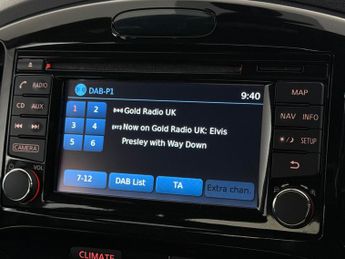 DAB-P1
9:40
RADIO
MAP
1 2
Gold Radio UK
CD AUX
NAV INFO
3 4
Now on Gold Radio UK: Elvis
Presley with Way Down
SETUP
5 6
CAMERA
VOL
7-12
DAB List
TA
Extra chan.
CLIMATE